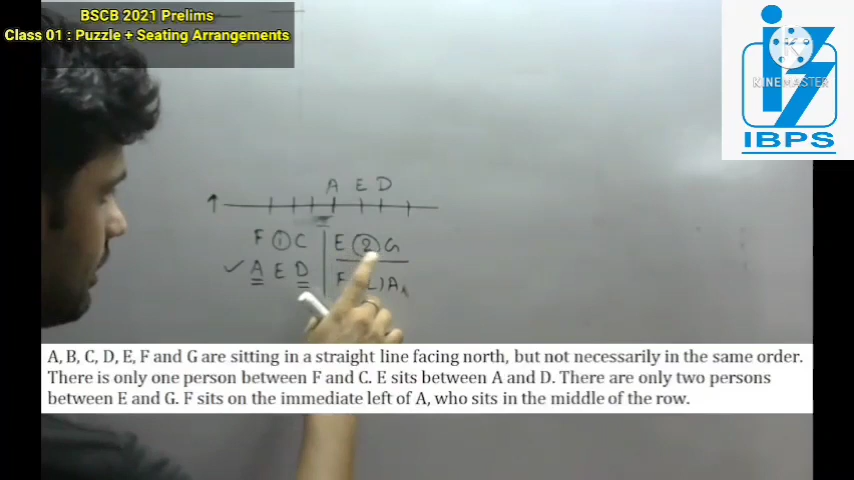 BSCB 2021 Prelims
Class 01 : Puzzle + Seating Arrangements
KINEMASTER
IBPS
A E D
F 1 C
E 2 G
A E D
F L) A
A, B, C, D, E, F and G are sitting in a straight line facing north, but not necessarily in the same order.
There is only one person between F and C. E sits between A and D. There are only two persons
between E and G. F sits on the immediate left of A, who sits in the middle of the row.